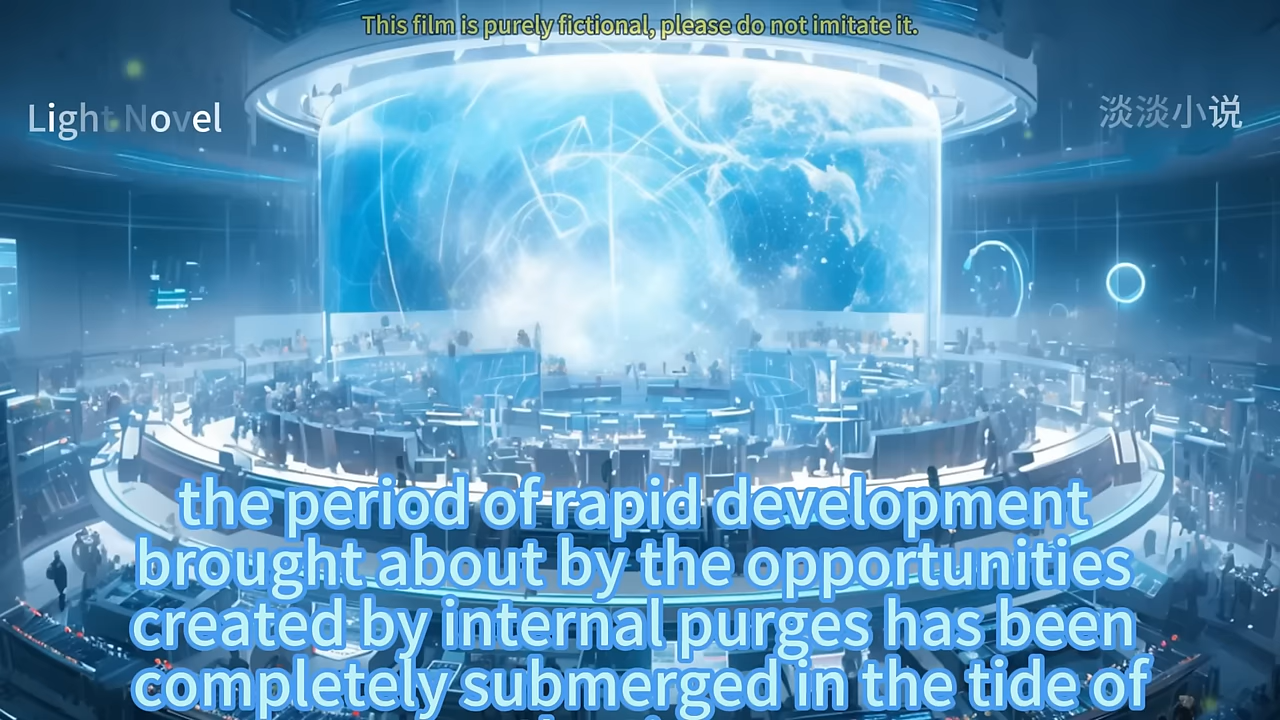 This film is purely fictional, please do not imitate it.
Light Novel
淡淡小说
the period of rapid development
brought about by the opportunities
created by internal purges has been
completely submerged in the tide of